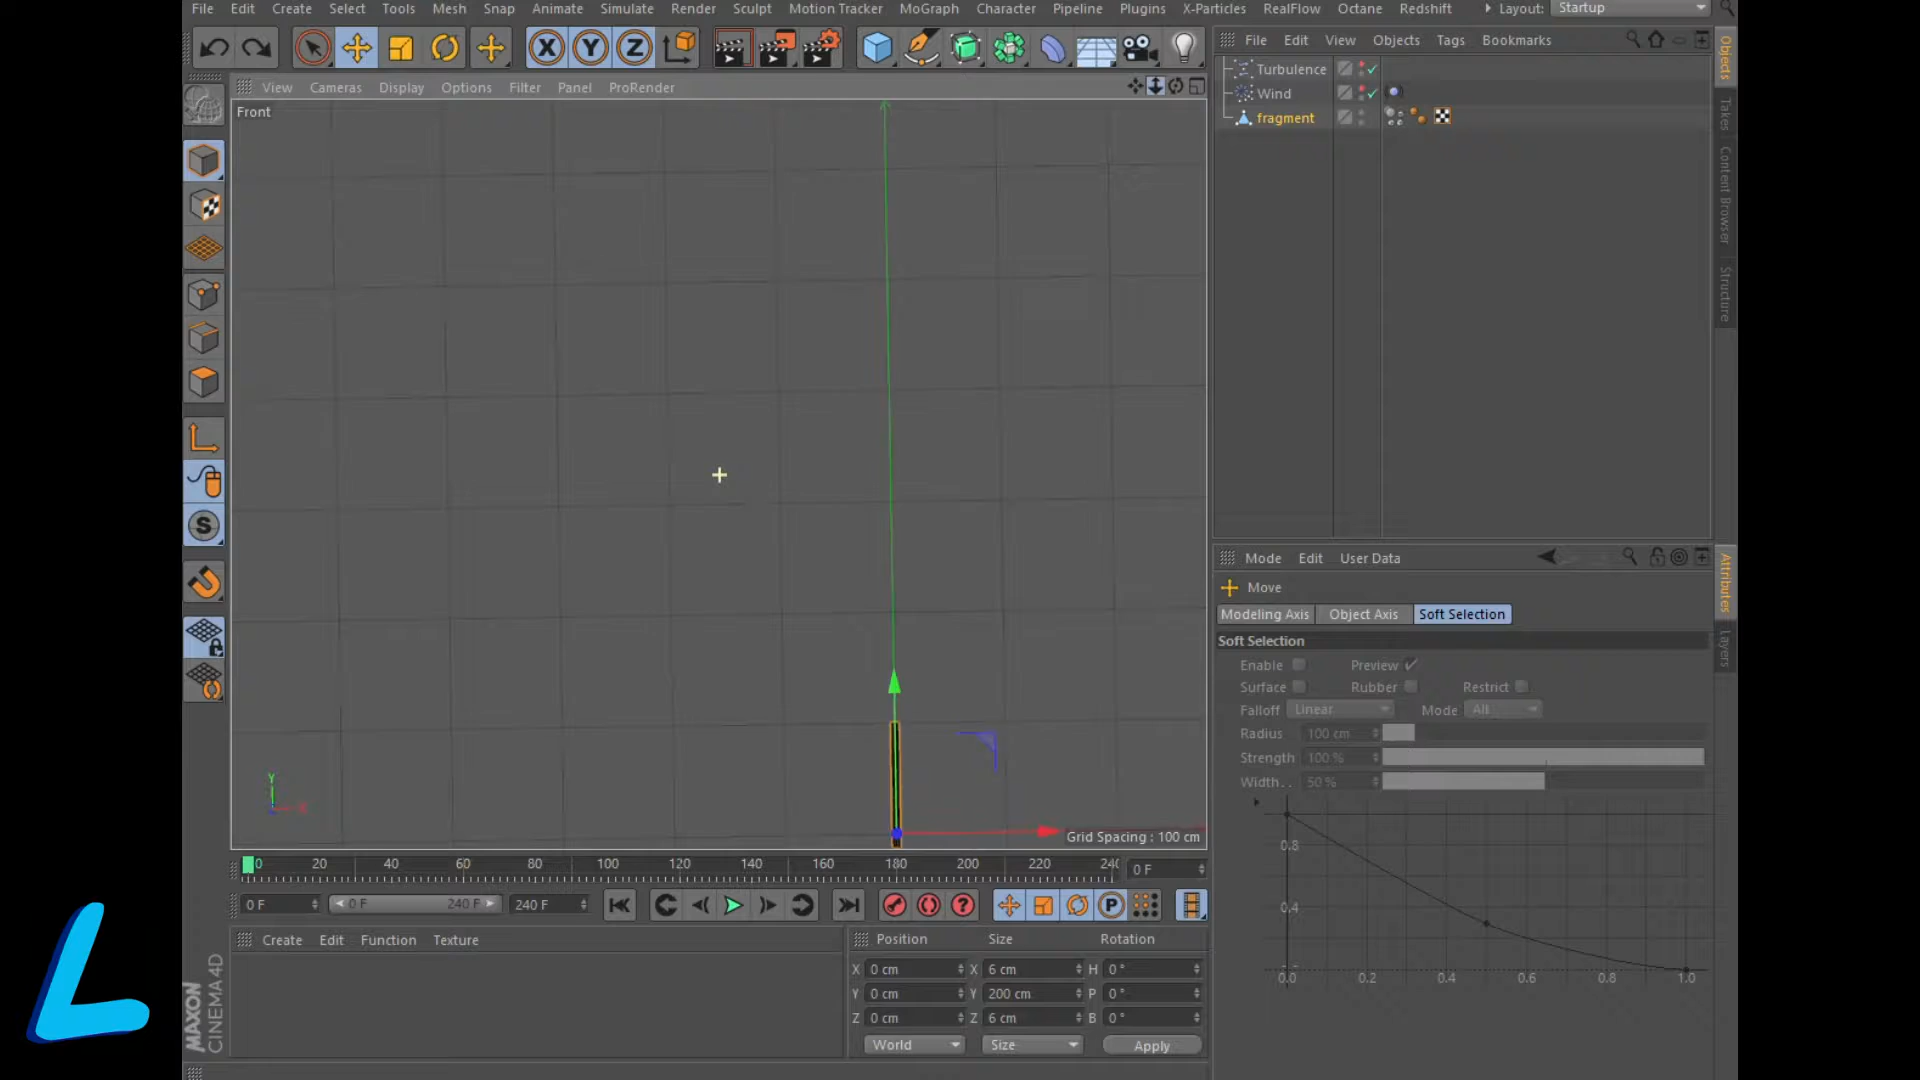 File Edit Create Select Tools Mesh Snap Animate Simulate Render Sculpt Motion Tracker MoGraph Character Pipeline Plugins X-Particles RealFlow Octane Redshift Layout: Startup
X Y Z
File Edit View Objects Tags Bookmarks
Turbulence
Wind
fragment
View Cameras Display Options Filter Panel ProRender
Front
Y
X
Grid Spacing : 100 cm
S
Objects
Takes
Content Browser
Structure
Mode Edit User Data
Move
Modeling Axis Object Axis Soft Selection
Soft Selection
Enable Preview
Surface Rubber Restrict
Falloff Linear Mode All
Radius 100 cm
Strength 100 %
Width.. 50 %
0.8
0.4
0.0 0.2 0.4 0.6 0.8 1.0
Attributes
Layers
0 20 40 60 80 100 120 140 160 180 200 220 240 0 F
0 F 0 F 240 F 240 F ? P
Create Edit Function Texture
Position Size Rotation
X 0 cm X 6 cm H 0 °
Y 0 cm Y 200 cm P 0 °
Z 0 cm Z 6 cm B 0 °
World Size Apply
MAXON
CINEMA 4D
L